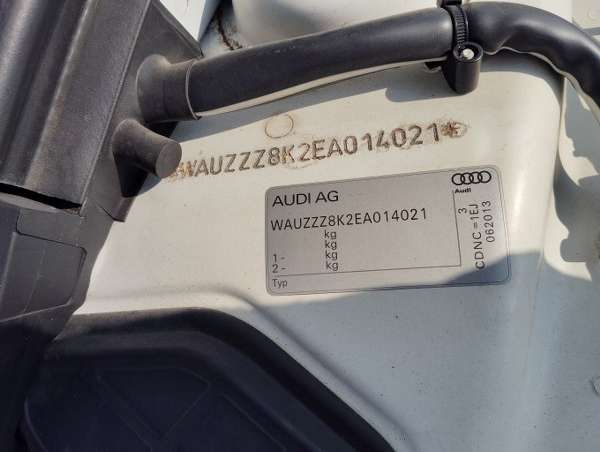 *WAUZZZ8K2EA014021*
AUDI AG
Audi
WAUZZZ8K2EA014021
kg
kg
1- kg
2- kg
Typ
3
CDNC=1EJ
062013